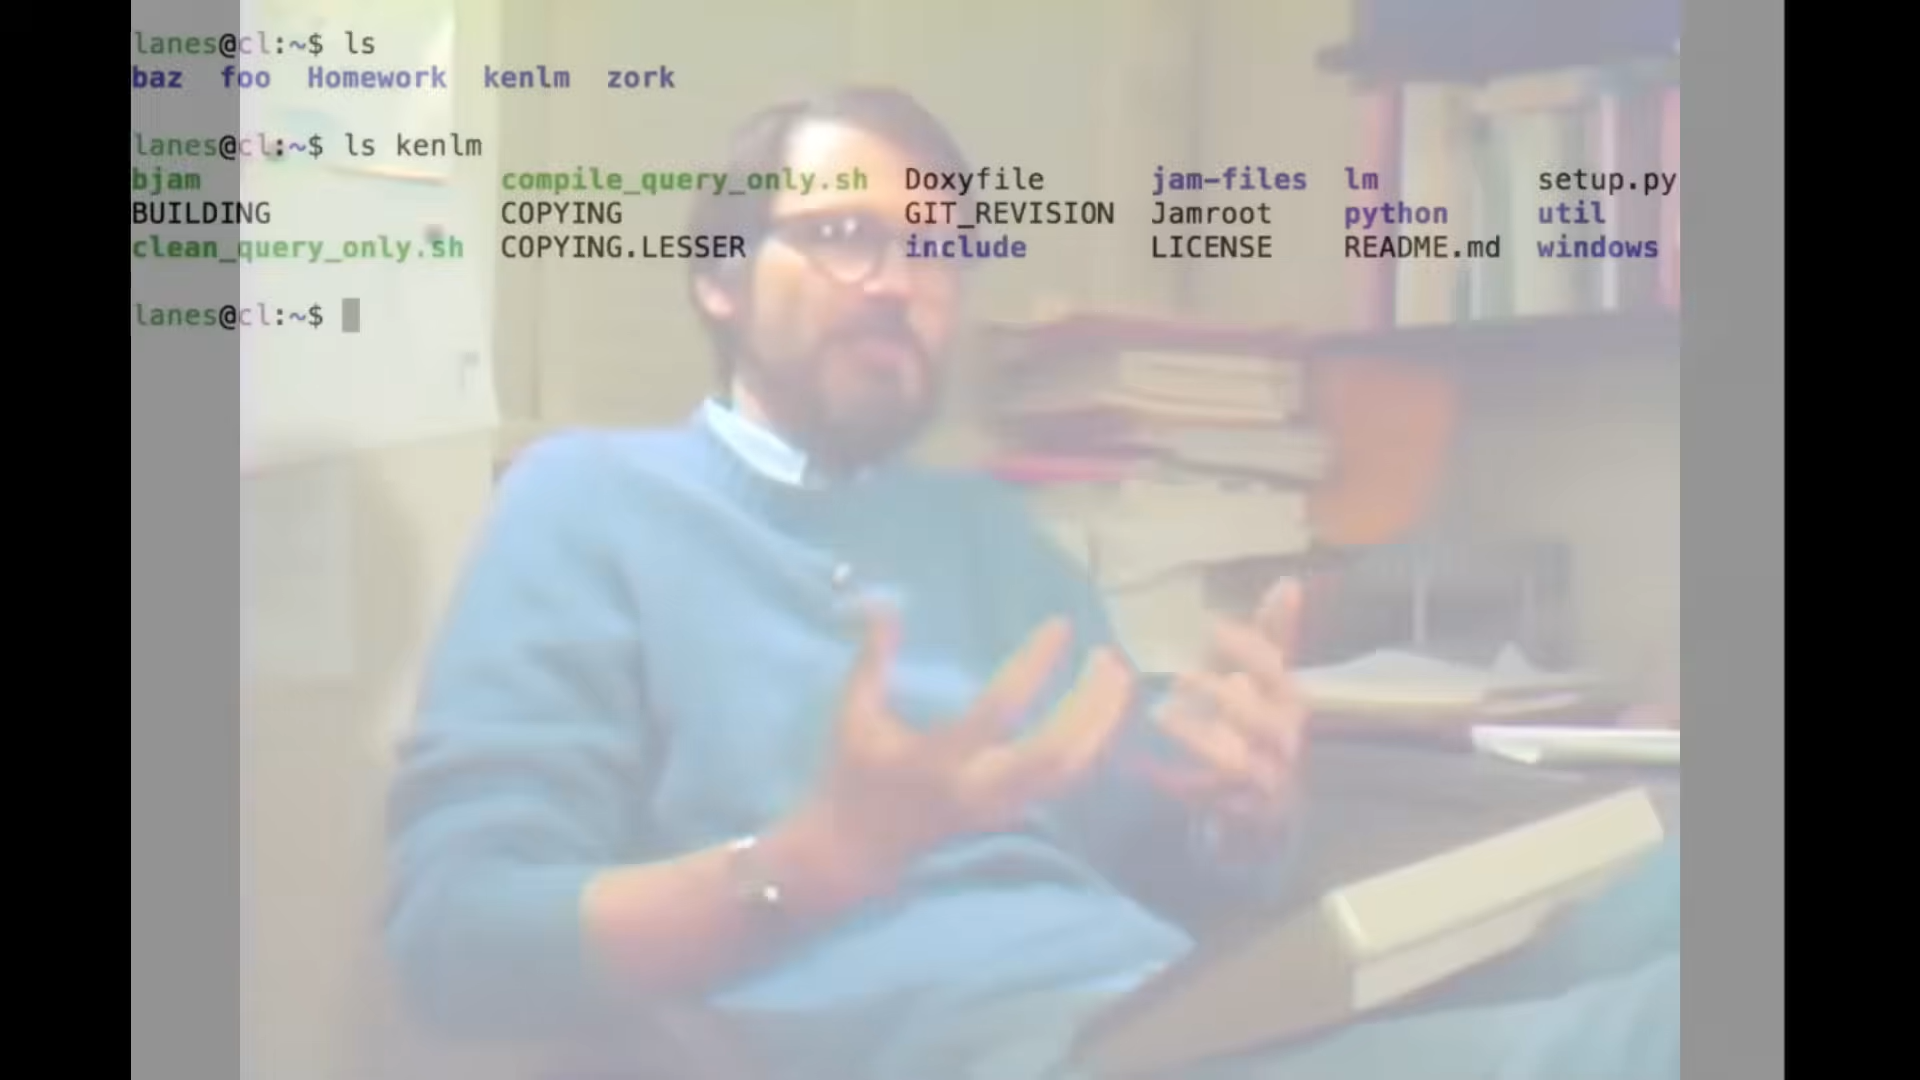 lanes@cl:~$ ls
baz foo Homework kenlm zork
lanes@cl:~$ ls kenlm
bjam compile_query_only.sh Doxyfile jam-files lm setup.py
BUILDING COPYING GIT_REVISION Jamroot python util
clean_query_only.sh COPYING.LESSER include LICENSE README.md windows
lanes@cl:~$